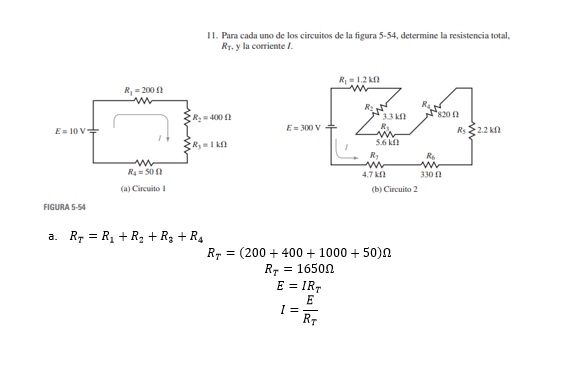 11. Para cada uno de los circuitos de la figura 5-54, determine la resistencia total,
R_T, y la corriente I.
R₁ = 200 Ω
R₂ = 400 Ω
E = 10 V
I
R₃ = 1 kΩ
R₄ = 50 Ω
(a) Circuito 1
R₁ = 1.2 kΩ
R₂
3.3 kΩ
R₄
820 Ω
E = 300 V
R₃
5.6 kΩ
R₅
2.2 kΩ
I
R₇
4.7 kΩ
R₆
330 Ω
(b) Circuito 2
FIGURA 5-54
a. R_T = R₁ + R₂ + R₃ + R₄
R_T = (200 + 400 + 1000 + 50)Ω
R_T = 1650Ω
E = IR_T
I = E / R_T